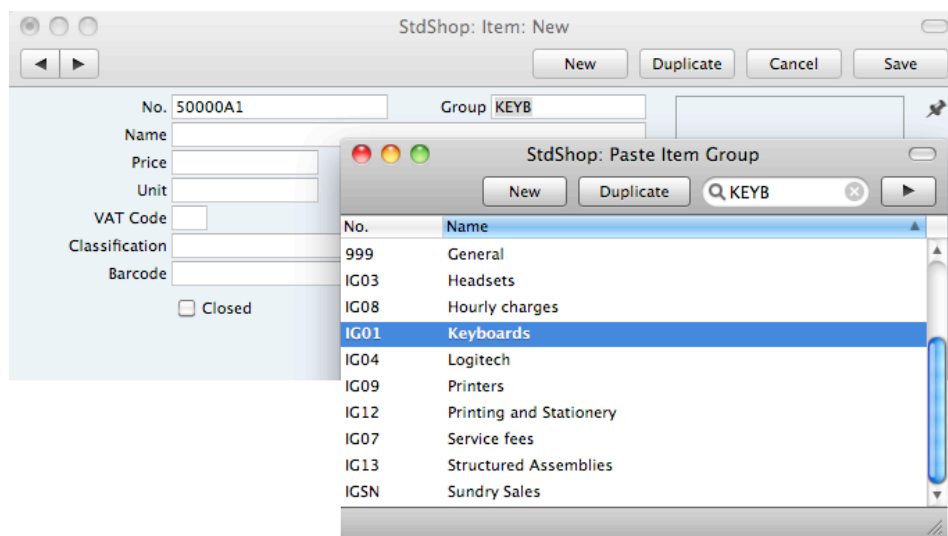 StdShop: Item: New
New Duplicate Cancel Save
No. 50000A1 Group KEYB
Name
Price
Unit
VAT Code
Classification
Barcode
Closed
StdShop: Paste Item Group
New Duplicate KEYB
No. Name
999 General
IG03 Headsets
IG08 Hourly charges
IG01 Keyboards
IG04 Logitech
IG09 Printers
IG12 Printing and Stationery
IG07 Service fees
IG13 Structured Assemblies
IGSN Sundry Sales